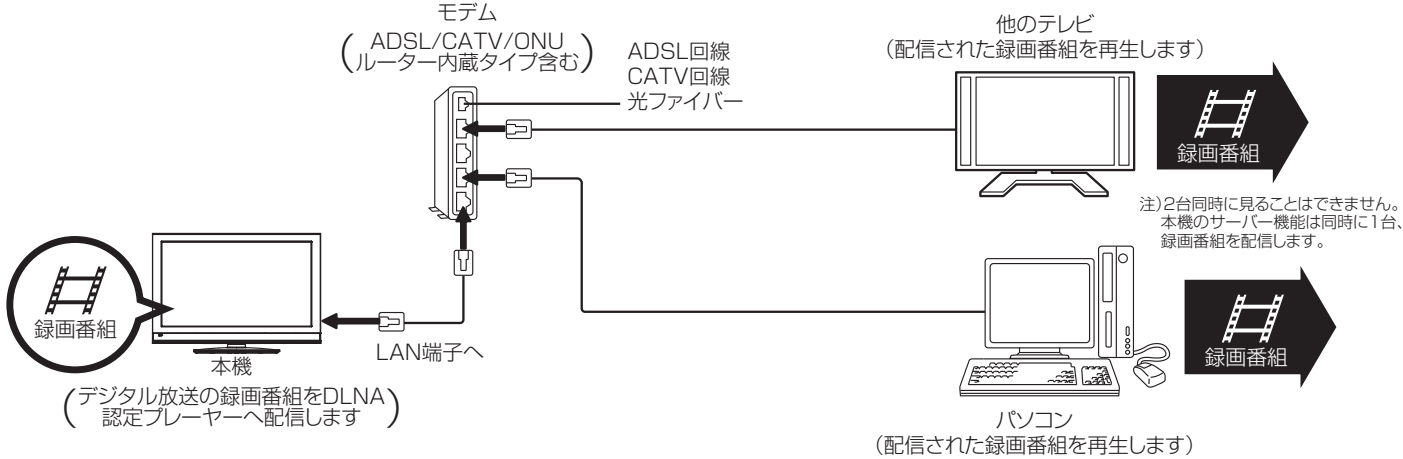 モデム
(ADSL/CATV/ONU
ルーター内蔵タイプ含む)
ADSL回線
CATV回線
光ファイバー
他のテレビ
(配信された録画番組を再生します)
録画番組
注)2台同時に見ることはできません。
本機のサーバー機能は同時に1台、
録画番組を配信します。
録画番組
本機
LAN端子へ
(デジタル放送の録画番組をDLNA
認定プレーヤーへ配信します)
録画番組
パソコン
(配信された録画番組を再生します)